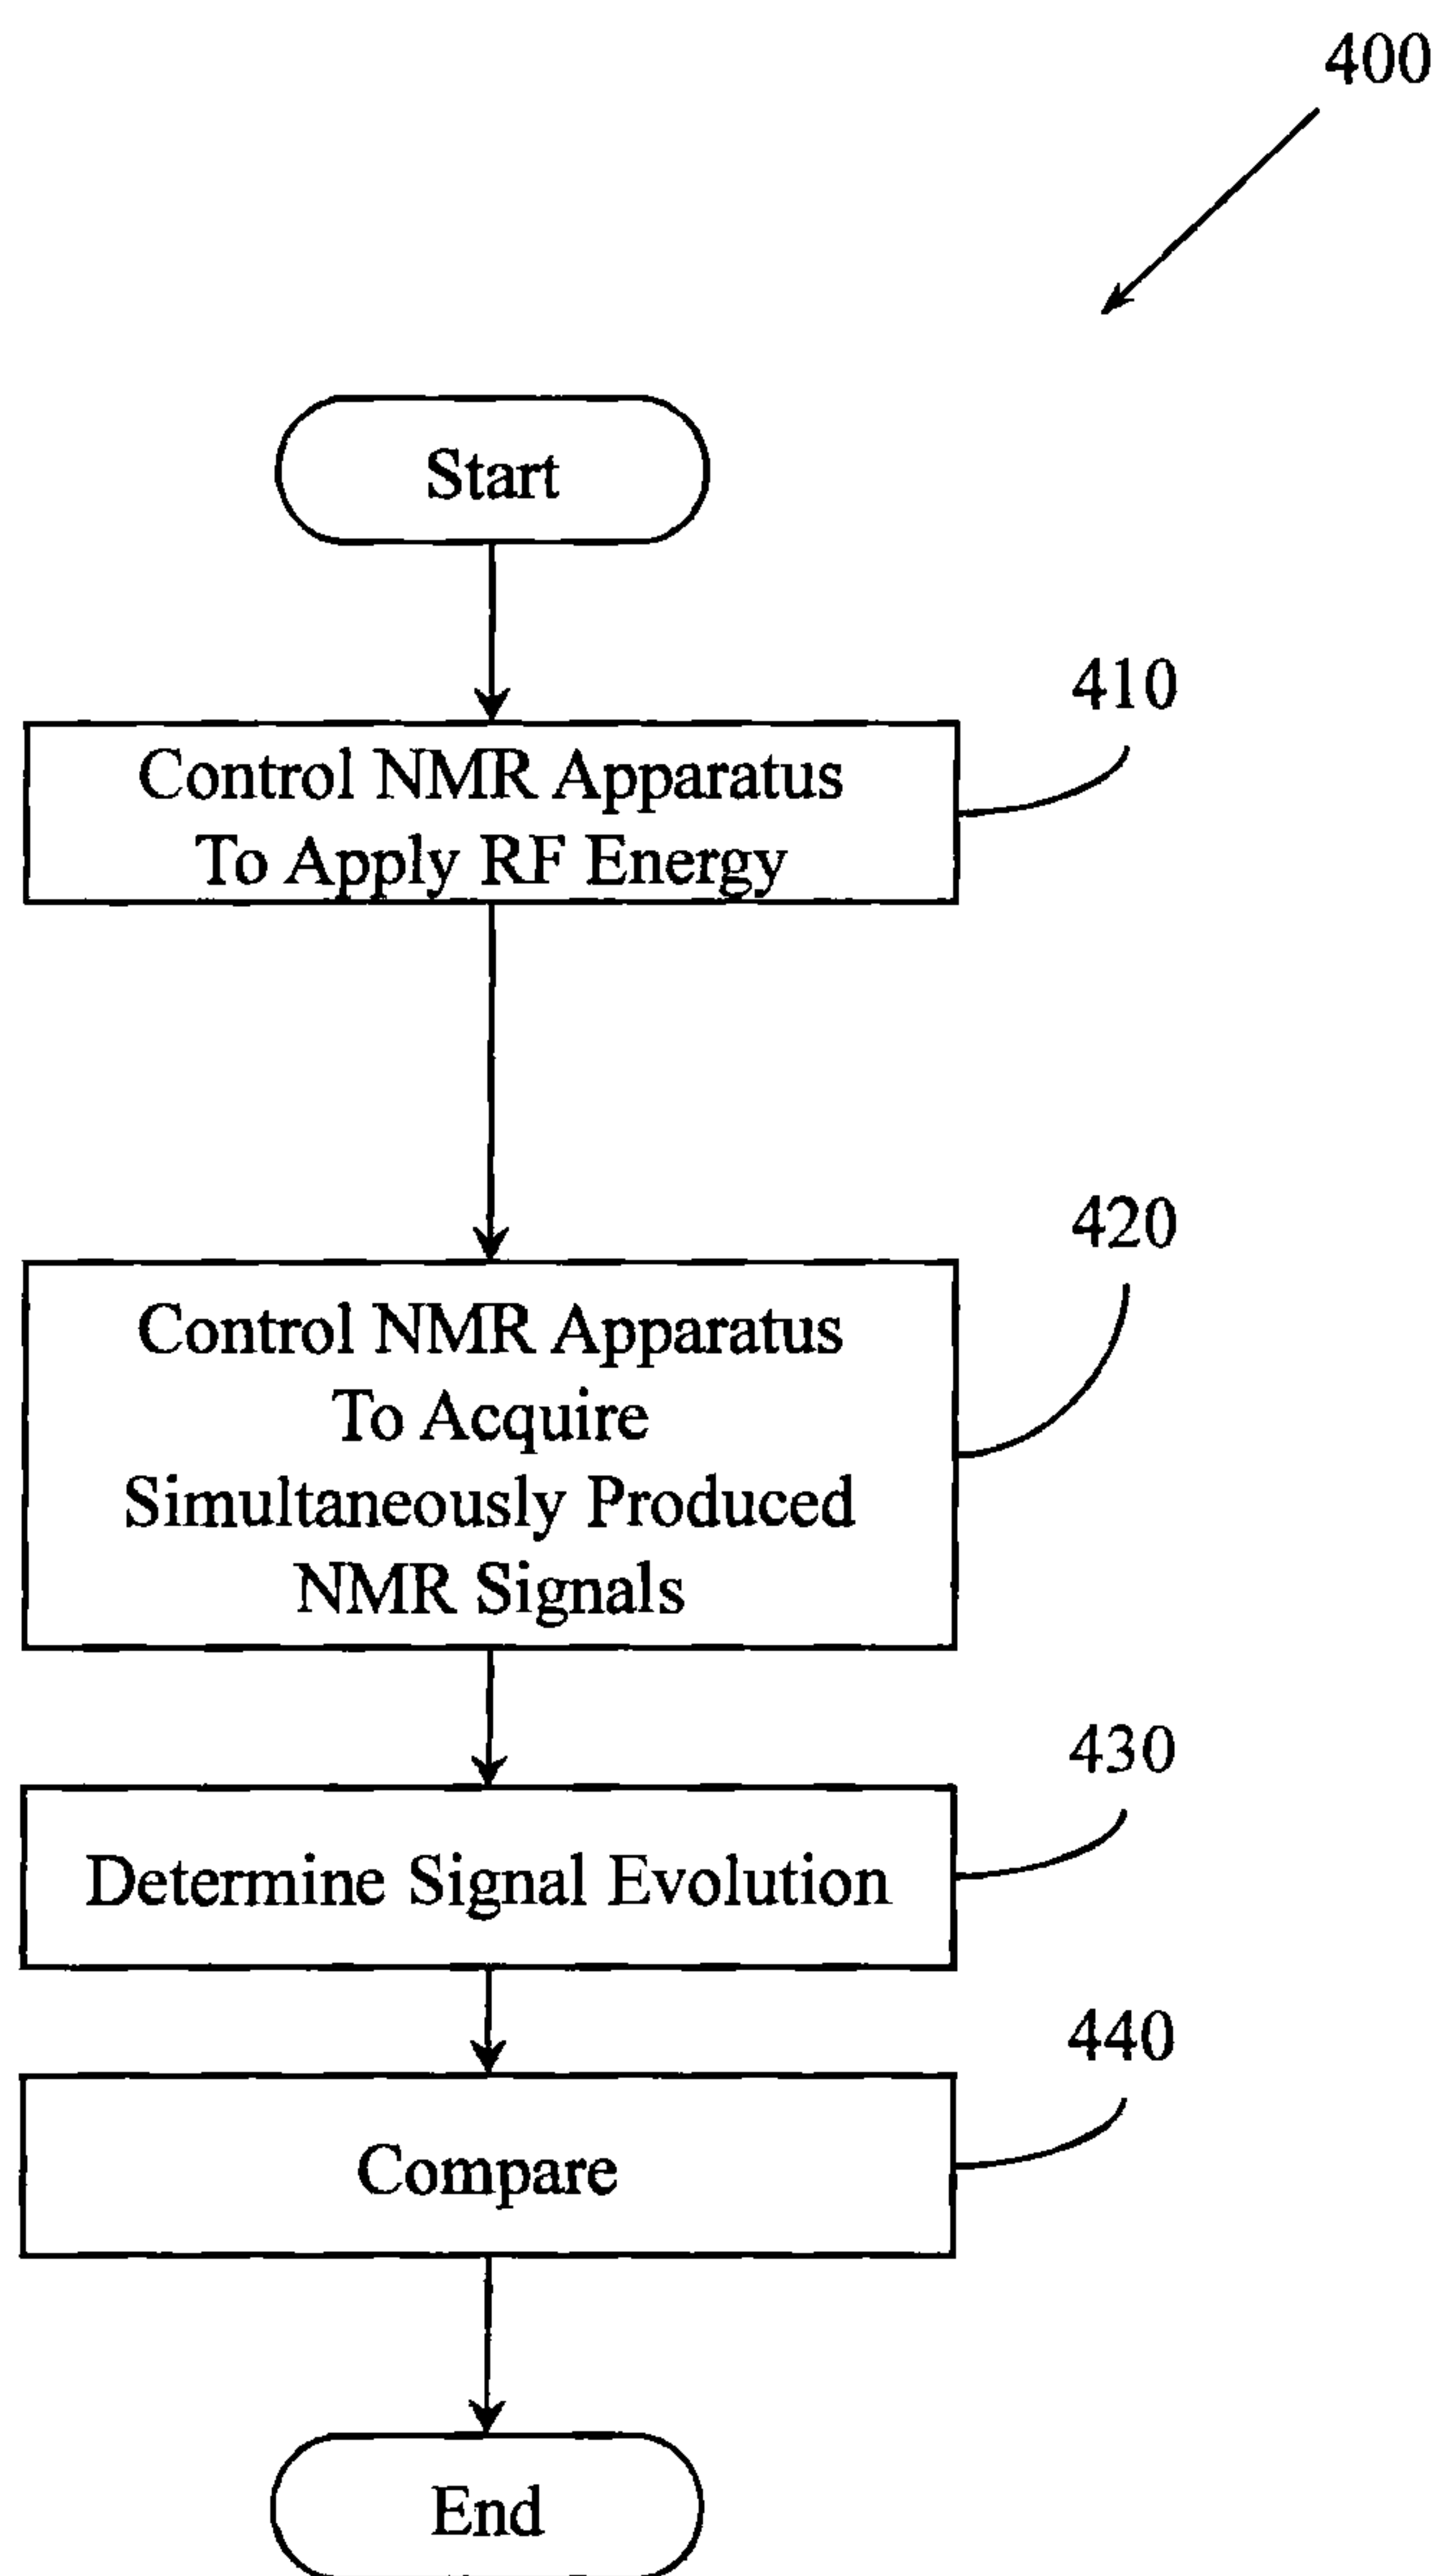 400
Start
410
Control NMR Apparatus
To Apply RF Energy
420
Control NMR Apparatus
To Acquire
Simultaneously Produced
NMR Signals
430
Determine Signal Evolution
440
Compare
End